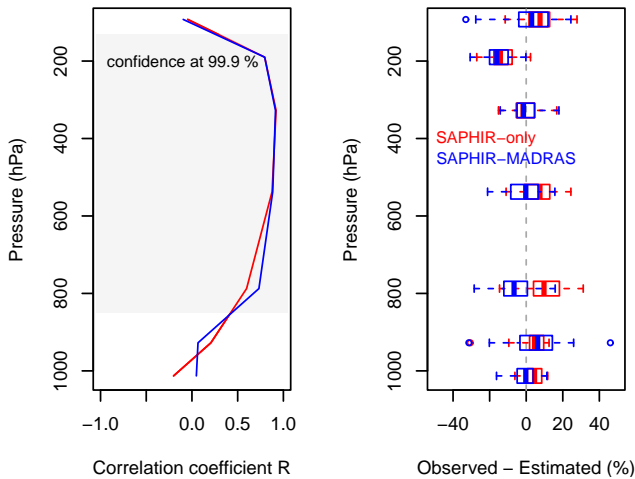 Pressure (hPa)
200
400
600
800
1000
confidence at 99.9 %
−1.0
0.0
0.5
1.0
Correlation coefficient R
Pressure (hPa)
200
400
600
800
1000
SAPHIR−only
SAPHIR−MADRAS
−40
0
20
40
Observed − Estimated (%)